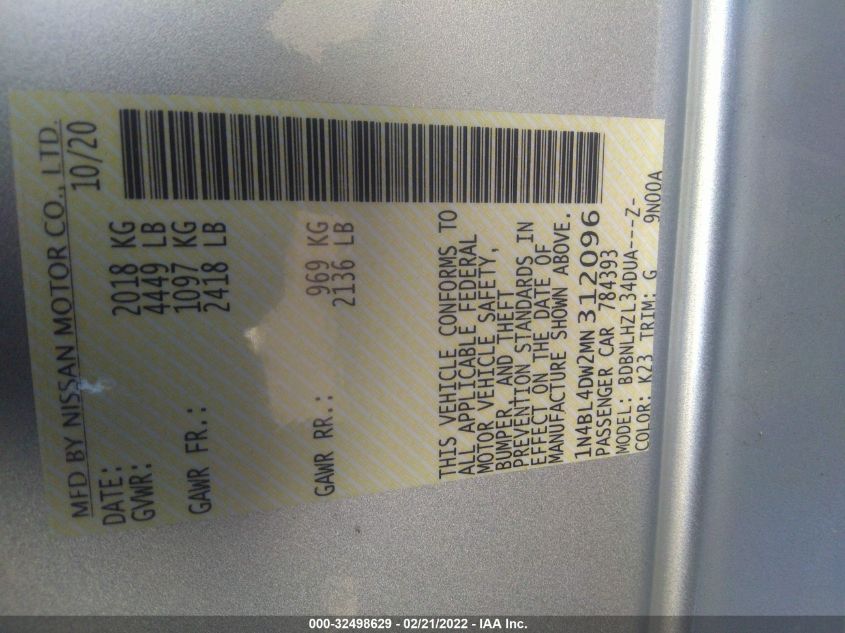 MFD BY NISSAN MOTOR CO., LTD.
DATE: 10/20
GVWR: 2018 KG
4449 LB
GAWR FR.: 1097 KG
2418 LB
GAWR RR.: 969 KG
2136 LB
THIS VEHICLE CONFORMS TO
ALL APPLICABLE FEDERAL
MOTOR VEHICLE SAFETY,
BUMPER, AND THEFT
PREVENTION STANDARDS IN
EFFECT ON THE DATE OF
MANUFACTURE SHOWN ABOVE.
1N4BL4DW2MN312096
PASSENGER CAR 784393
MODEL: BDBNLHZL34DUA---Z-
COLOR: K23 TRIM: G 9N00A
000-32498629 - 02/21/2022 - IAA Inc.